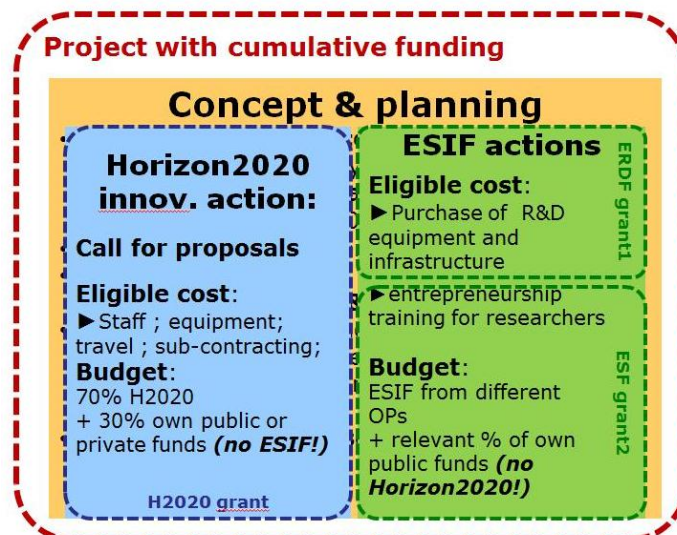 Project with cumulative funding
Concept & planning
Horizon2020
innov. action:
Call for proposals
Eligible cost:
►Staff ; equipment;
travel ; sub-contracting;
Budget:
70% H2020
+ 30% own public or
private funds (no ESIF!)
H2020 grant
ESIF actions
Eligible cost:
►Purchase of R&D
equipment and
infrastructure
ERDF grant1
►entrepreneurship
training for researchers
Budget:
ESIF from different
OPs
+ relevant % of own
public funds (no
Horizon2020!)
ESF grant2